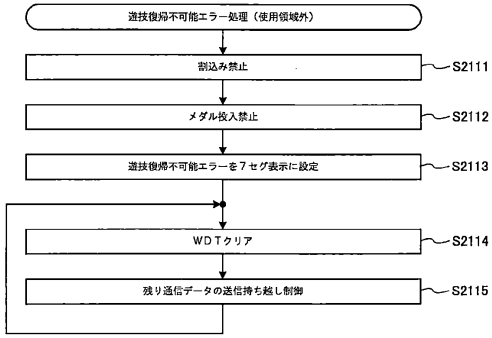 遊技復帰不可能エラー処理（使用領域外）
割込み禁止
S2111
メダル投入禁止
S2112
遊技復帰不可能エラーを７セグ表示に設定
S2113
ＷＤＴクリア
S2114
残り通信データの送信持ち越し制御
S2115